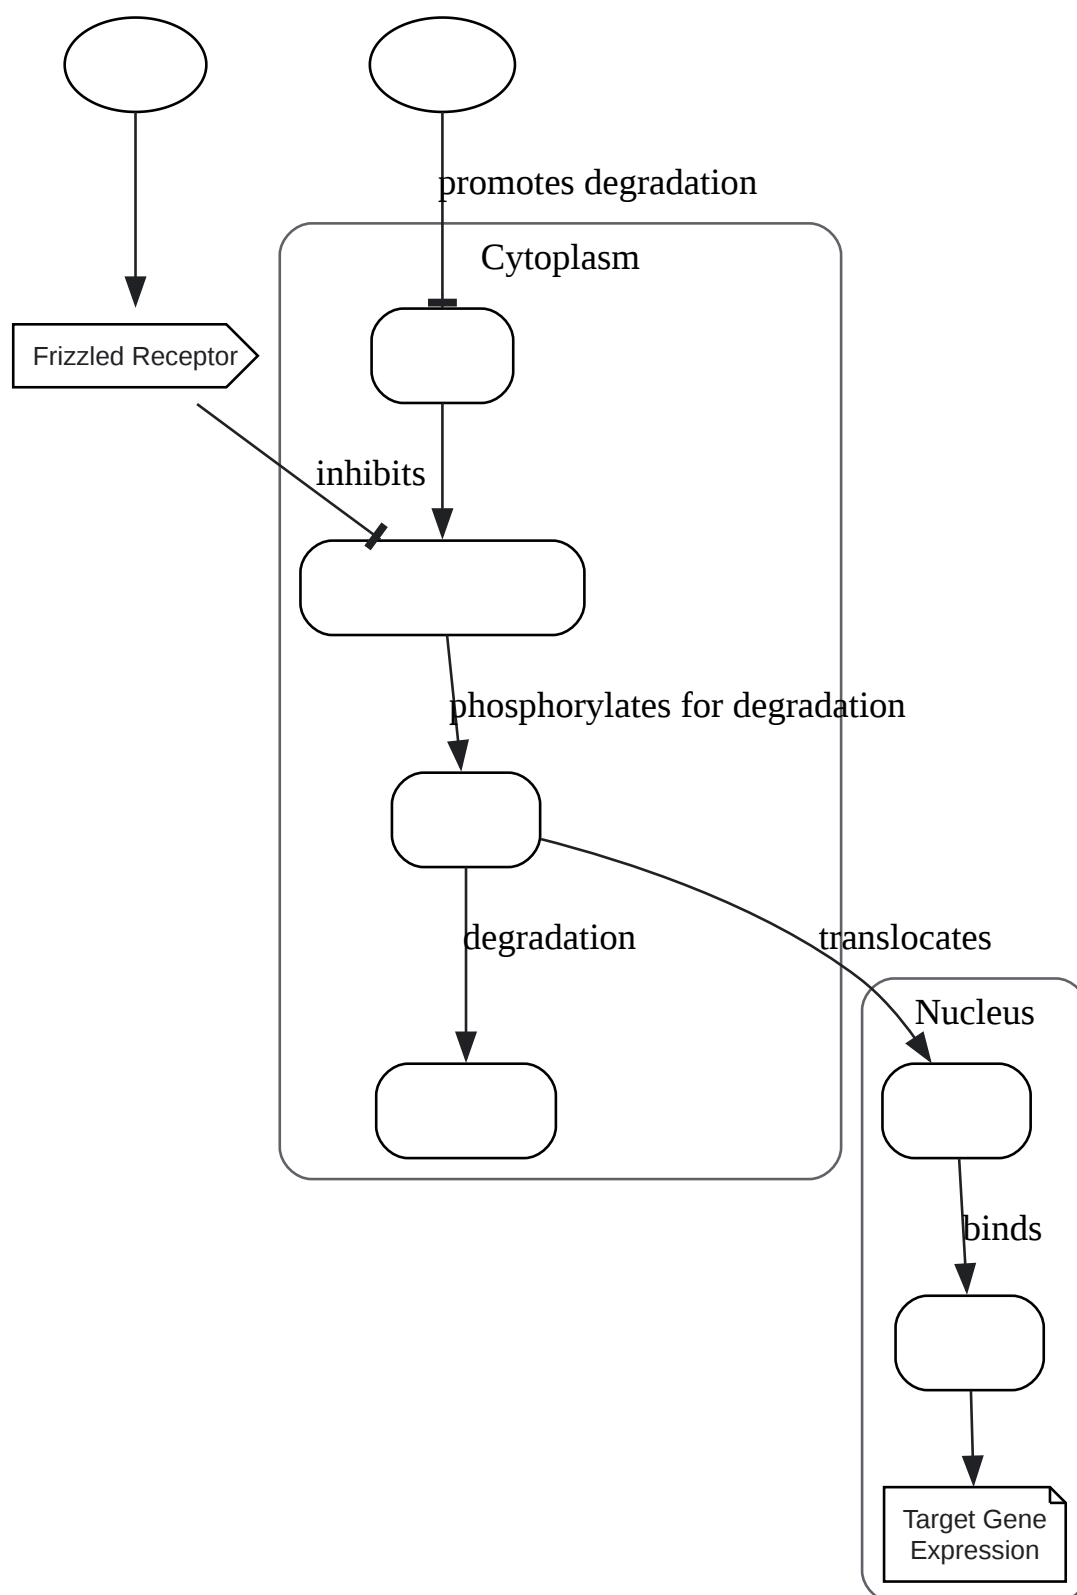 promotes degradation
Cytoplasm
Frizzled Receptor
inhibits
phosphorylates for degradation
degradation
translocates
Nucleus
binds
Target Gene
Expression